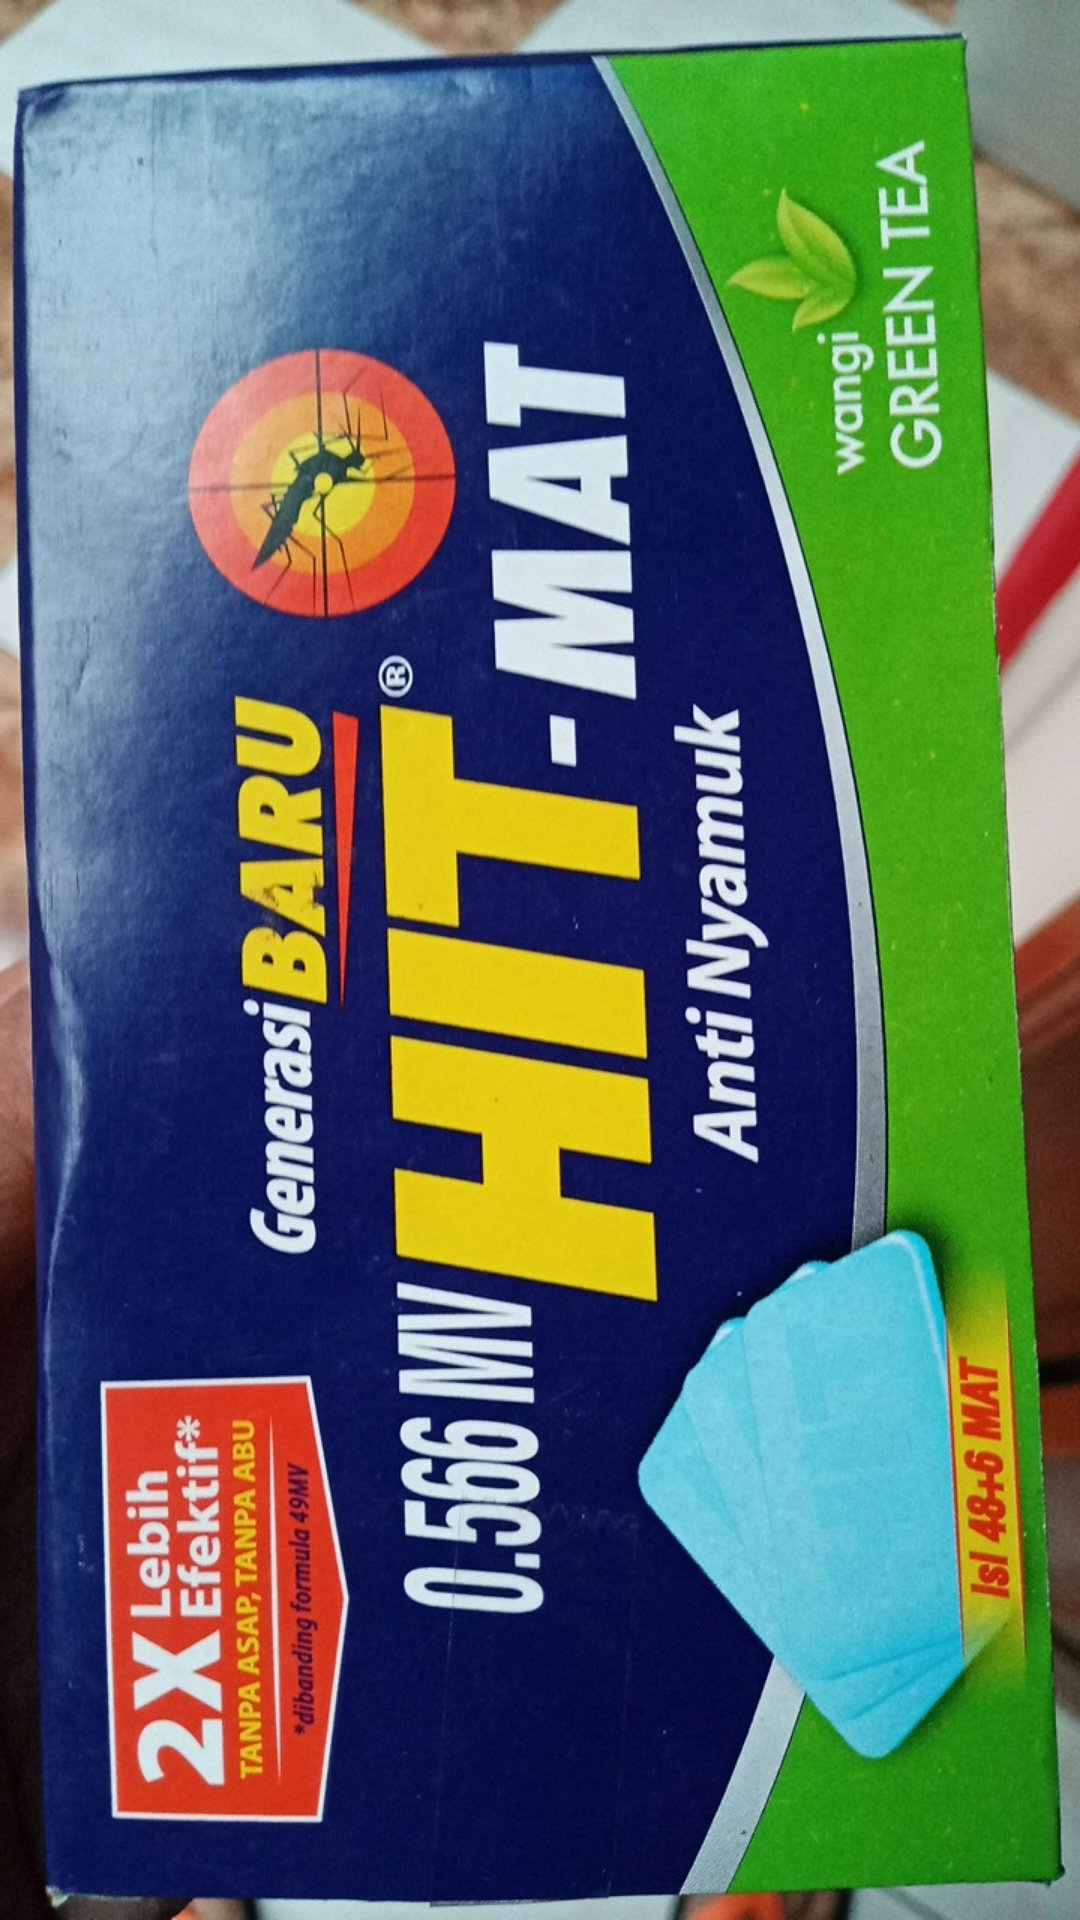 2X Lebih
Efektif*
TANPA ASAP, TANPA ABU
*dibanding formula 49MV
Generasi BARU
0.566 MV HIT®-MAT
Anti Nyamuk
wangi
GREEN TEA
IsI 48+6 MAT